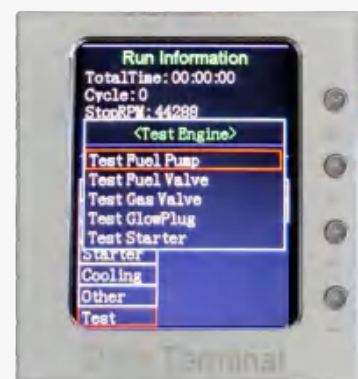 Run Information
TotalTime:00:00:00
Cycle:0
StopRPM:44288
<Test Engine>
Test Fuel Pump
Test Fuel Valve
Test Gas Valve
Test GlowPlug
Test Starter
Starter
Cooling
Other
Test
Terminal